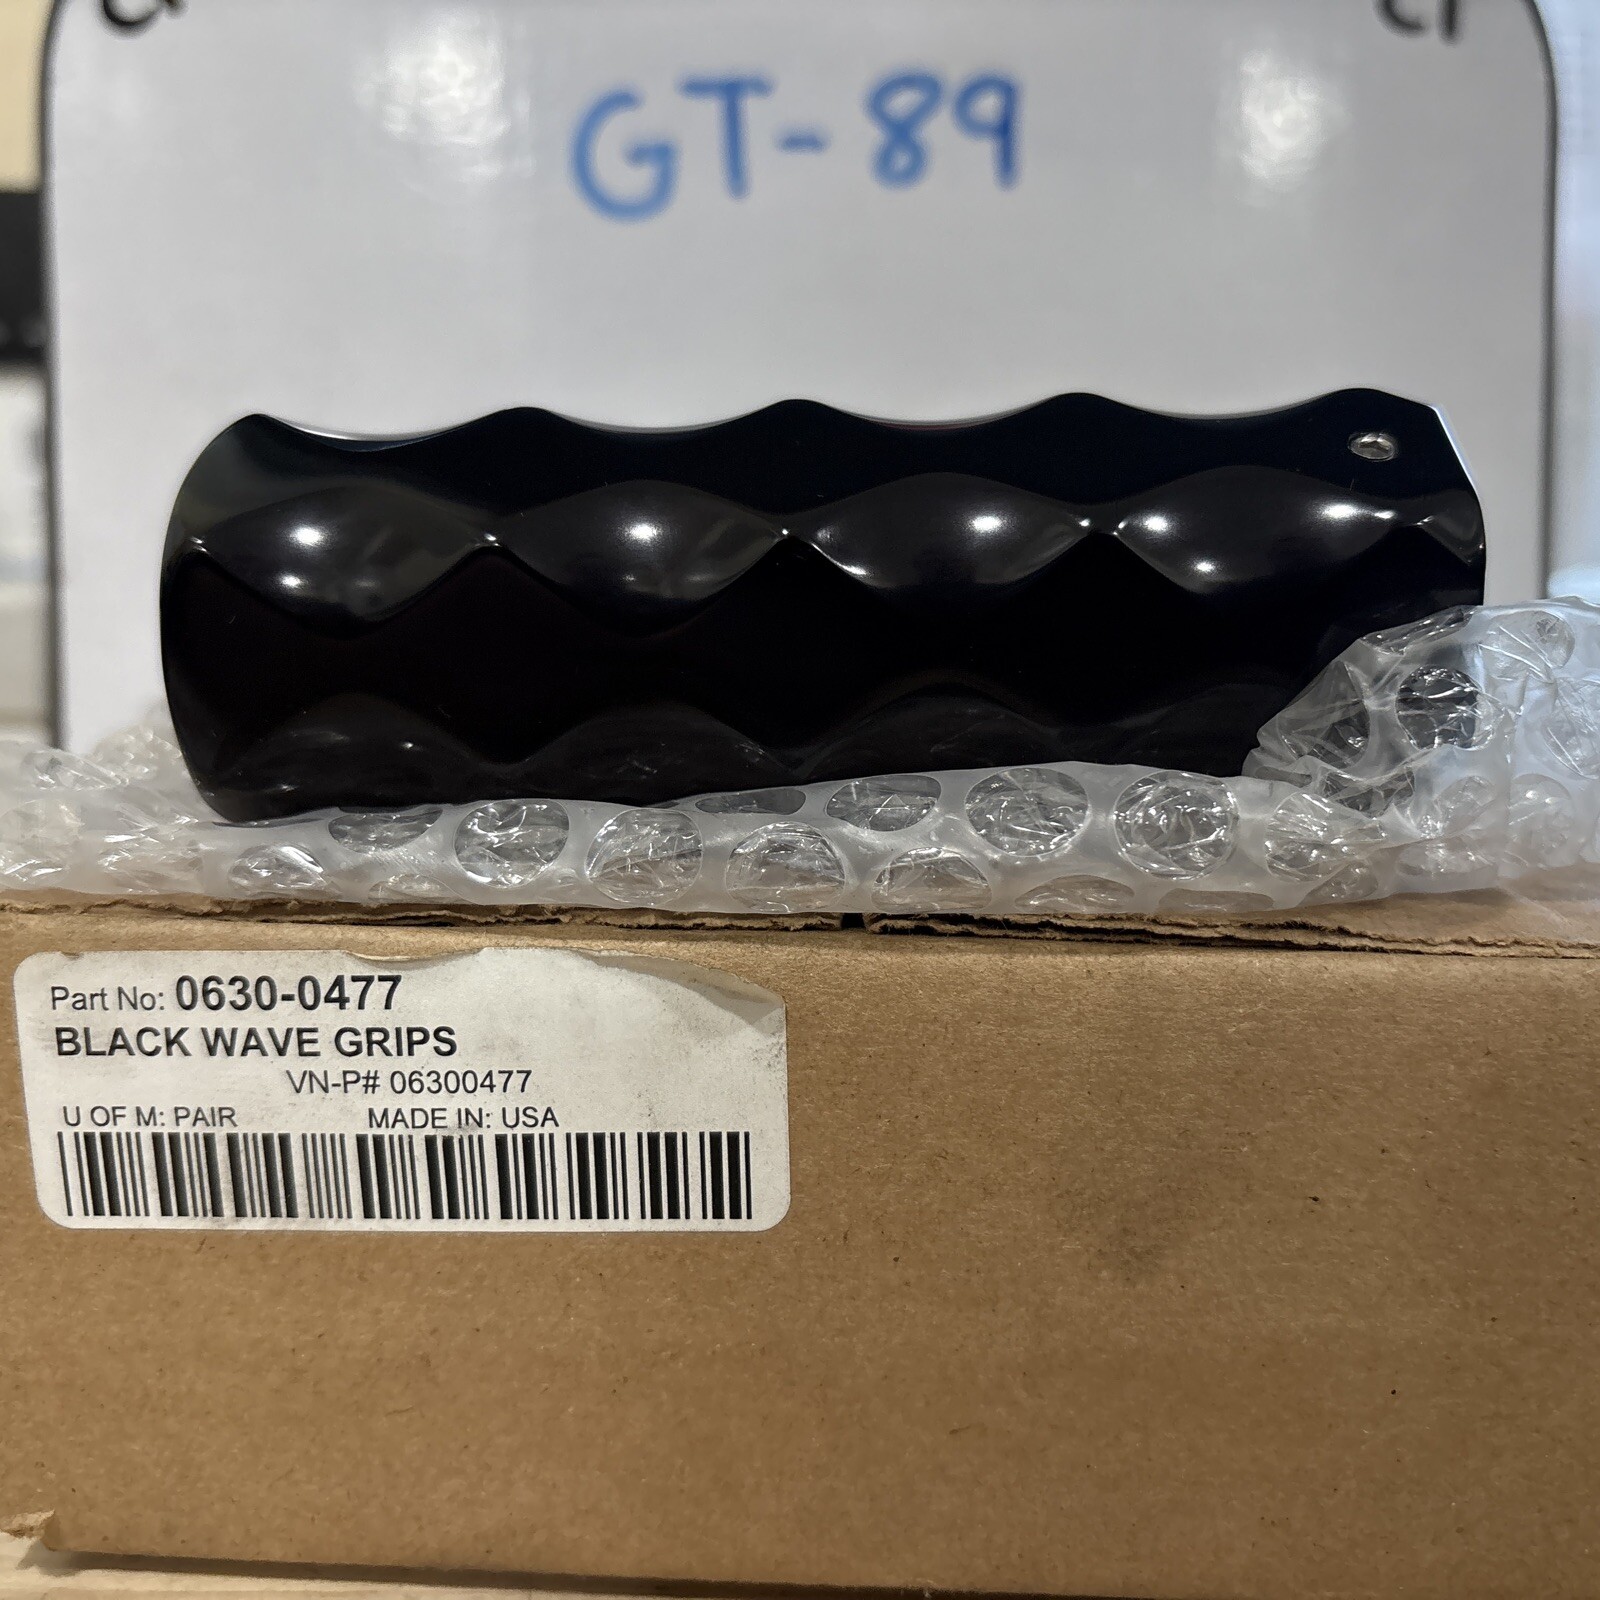 GT-89
Part No: 0630-0477
BLACK WAVE GRIPS
VN-P# 06300477
U OF M: PAIR MADE IN: USA